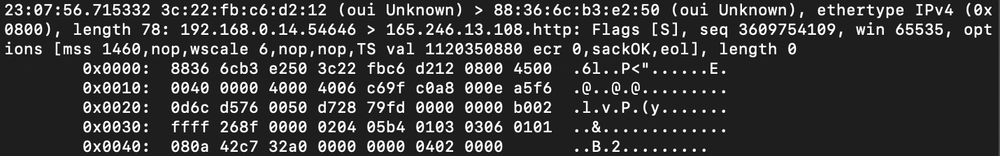 23:07:56.715332 3c:22:fb:c6:d2:12 (oui Unknown) > 88:36:6c:b3:e2:50 (oui Unknown), ethertype IPv4 (0x
0800), length 78: 192.168.0.14.54646 > 165.246.13.108.http: Flags [S], seq 3609754109, win 65535, opt
ions [mss 1460,nop,wscale 6,nop,nop,TS val 1120350880 ecr 0,sackOK,eol], length 0
0x0000:  8836 6cb3 e250 3c22 fbc6 d212 0800 4500  .6l..P<"......E.
0x0010:  0040 0000 4000 4006 c69f c0a8 000e a5f6  .@..@.@.........
0x0020:  0d6c d576 0050 d728 79fd 0000 0000 b002  .l.v.P.(y.......
0x0030:  ffff 268f 0000 0204 05b4 0103 0306 0101  ..&.............
0x0040:  080a 42c7 32a0 0000 0000 0402 0000       ..B.2.........